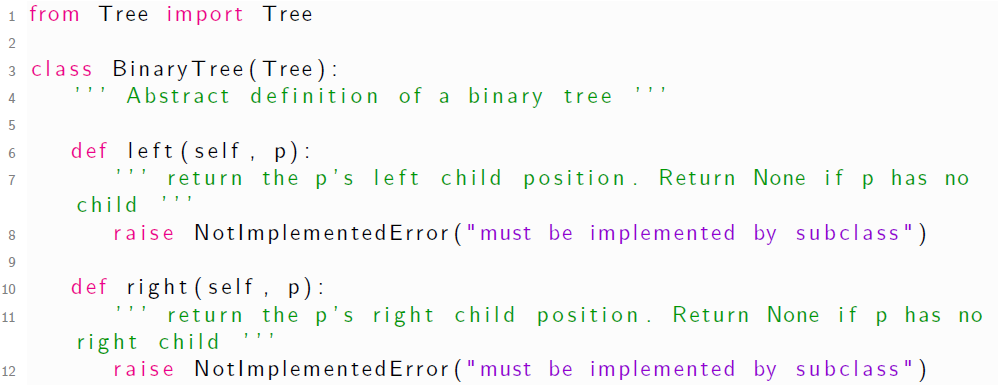 1 from Tree import Tree
2
3 class BinaryTree(Tree):
4     ''' Abstract definition of a binary tree '''
5
6     def left(self, p):
7         ''' return the p's left child position. Return None if p has no
child '''
8         raise NotImplementedError("must be implemented by subclass")
9
10     def right(self, p):
11         ''' return the p's right child position. Return None if p has no
right child '''
12         raise NotImplementedError("must be implemented by subclass")